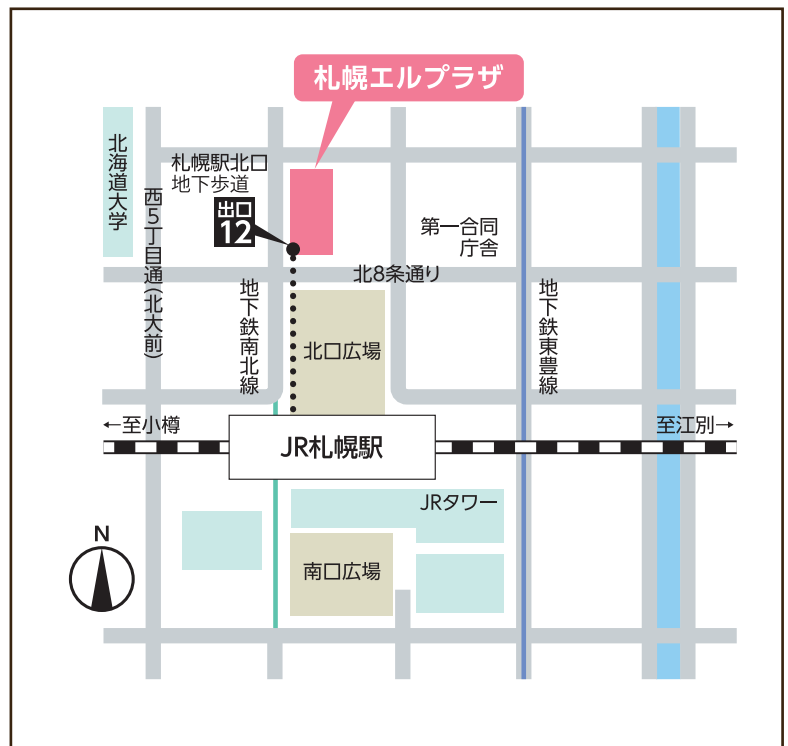 札幌エルプラザ
北海道大学
札幌駅北口
地下歩道
出口
12
西5丁目通(北大前)
第一合同
庁舎
北8条通り
地下鉄南北線
地下鉄東豊線
北口広場
←至小樽
至江別→
JR札幌駅
JRタワー
N
南口広場